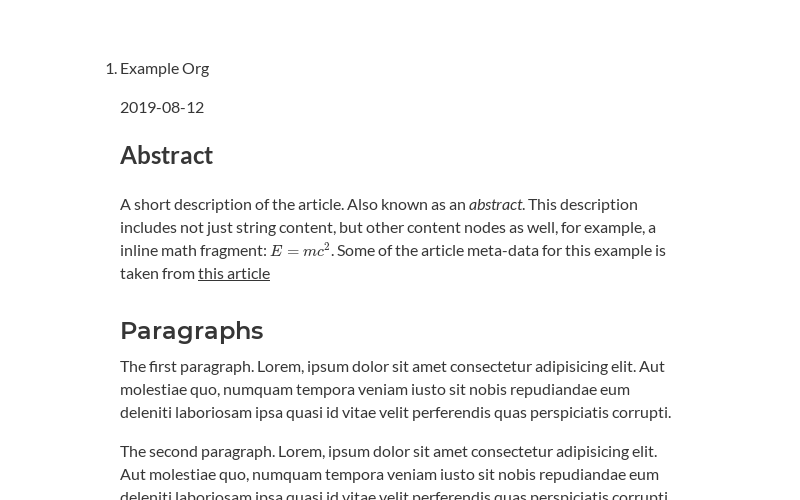 1. Example Org
2019-08-12
Abstract
A short description of the article. Also known as an abstract. This description
includes not just string content, but other content nodes as well, for example, a
inline math fragment: E = mc². Some of the article meta-data for this example is
taken from this article
Paragraphs
The first paragraph. Lorem, ipsum dolor sit amet consectetur adipisicing elit. Aut
molestiae quo, numquam tempora veniam iusto sit nobis repudiandae eum
deleniti laboriosam ipsa quasi id vitae velit perferendis quas perspiciatis corrupti.
The second paragraph. Lorem, ipsum dolor sit amet consectetur adipisicing elit.
Aut molestiae quo, numquam tempora veniam iusto sit nobis repudiandae eum
deleniti laboriosam ipsa quasi id vitae velit perferendis quas perspiciatis corrupti.